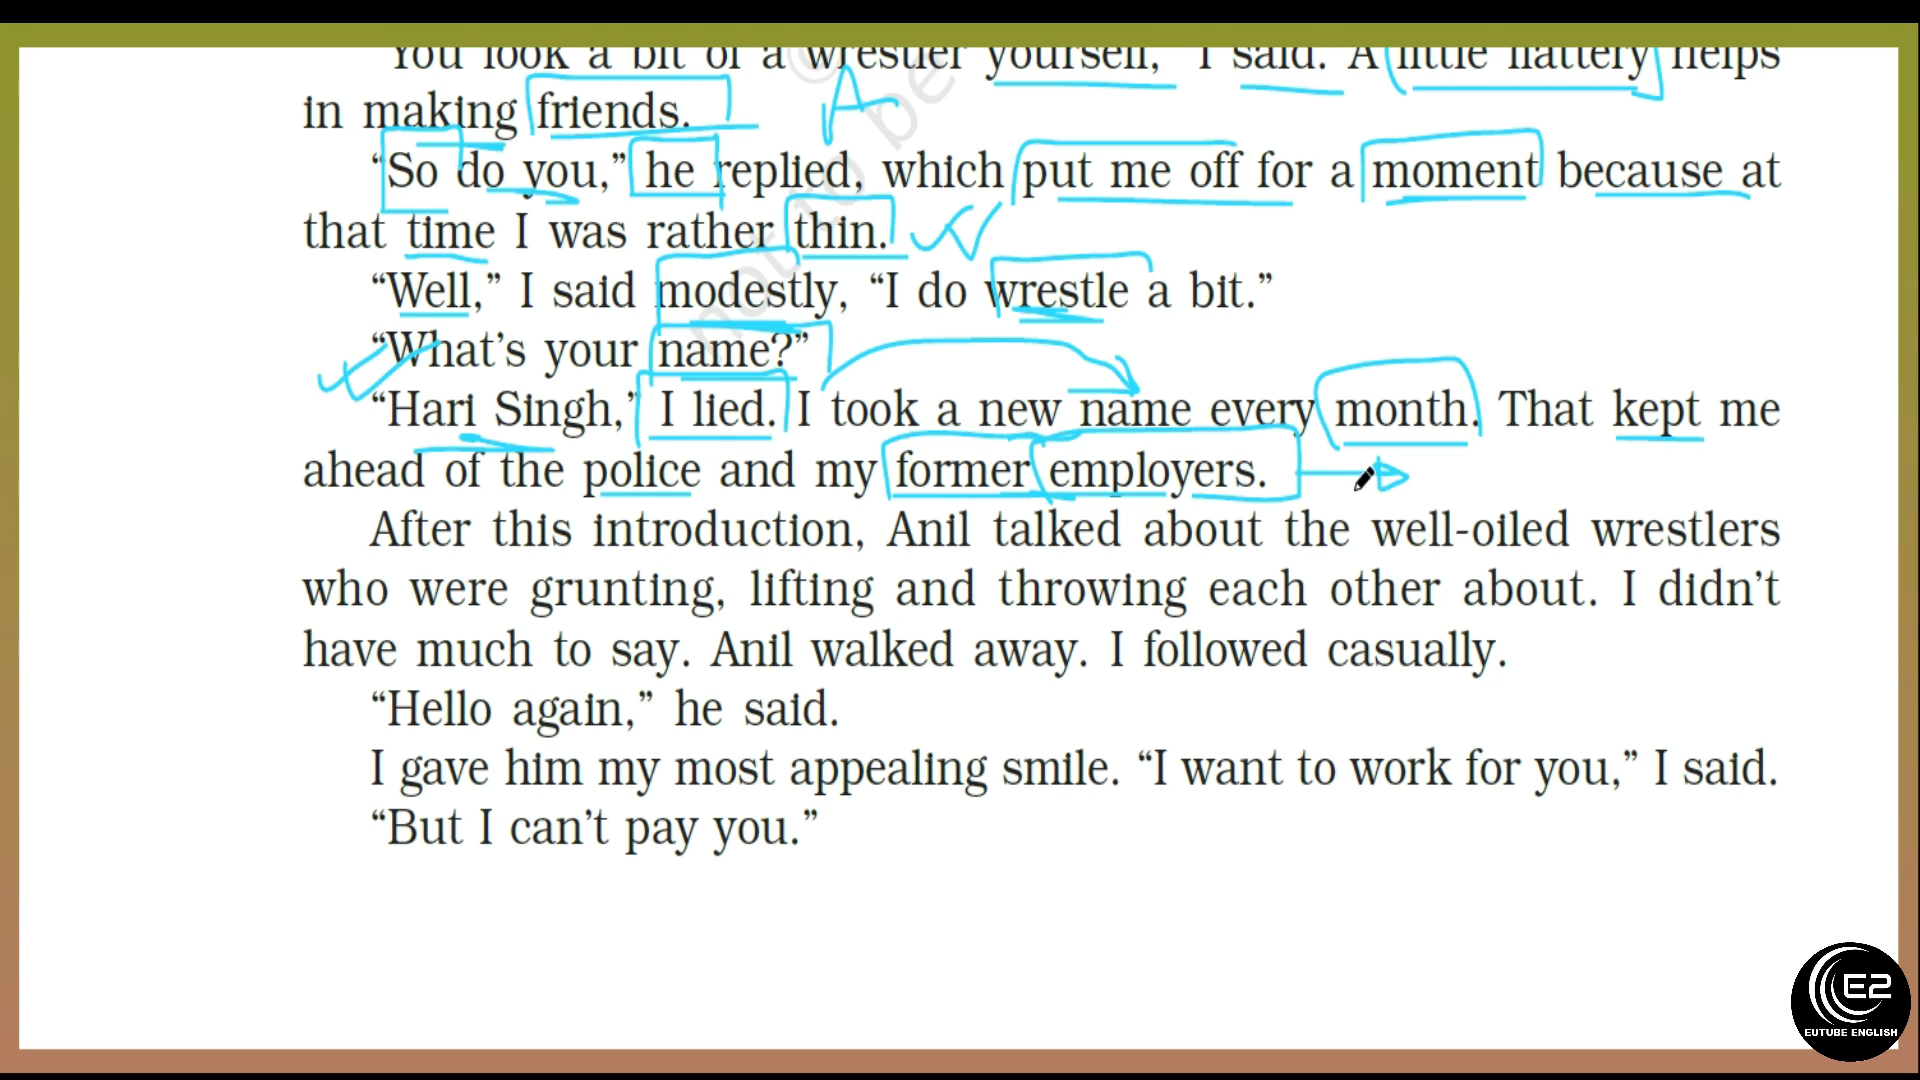 "You look a bit of a wrestler yourself," I said. A little flattery helps
in making friends.
"So do you," he replied, which put me off for a moment because at
that time I was rather thin.
"Well," I said modestly, "I do wrestle a bit."
"What's your name?"
"Hari Singh," I lied. I took a new name every month. That kept me
ahead of the police and my former employers.
After this introduction, Anil talked about the well-oiled wrestlers
who were grunting, lifting and throwing each other about. I didn't
have much to say. Anil walked away. I followed casually.
"Hello again," he said.
I gave him my most appealing smile. "I want to work for you," I said.
"But I can't pay you."
not to be
A
E2
EUTUBE ENGLISH